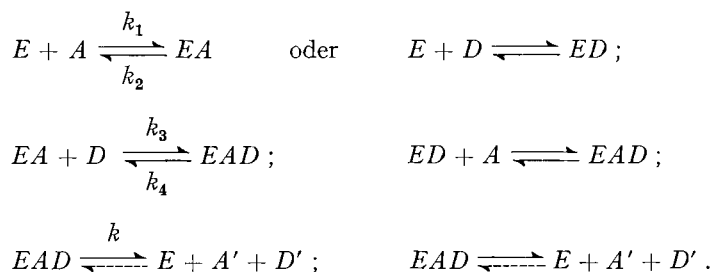 k₁
E + A ⇌ EA oder E + D ⇌ ED ;
k₂
k₃
EA + D ⇌ EAD ; ED + A ⇌ EAD ;
k₄
k
EAD ⇌ E + A′ + D′ ; EAD ⇌ E + A′ + D′ .